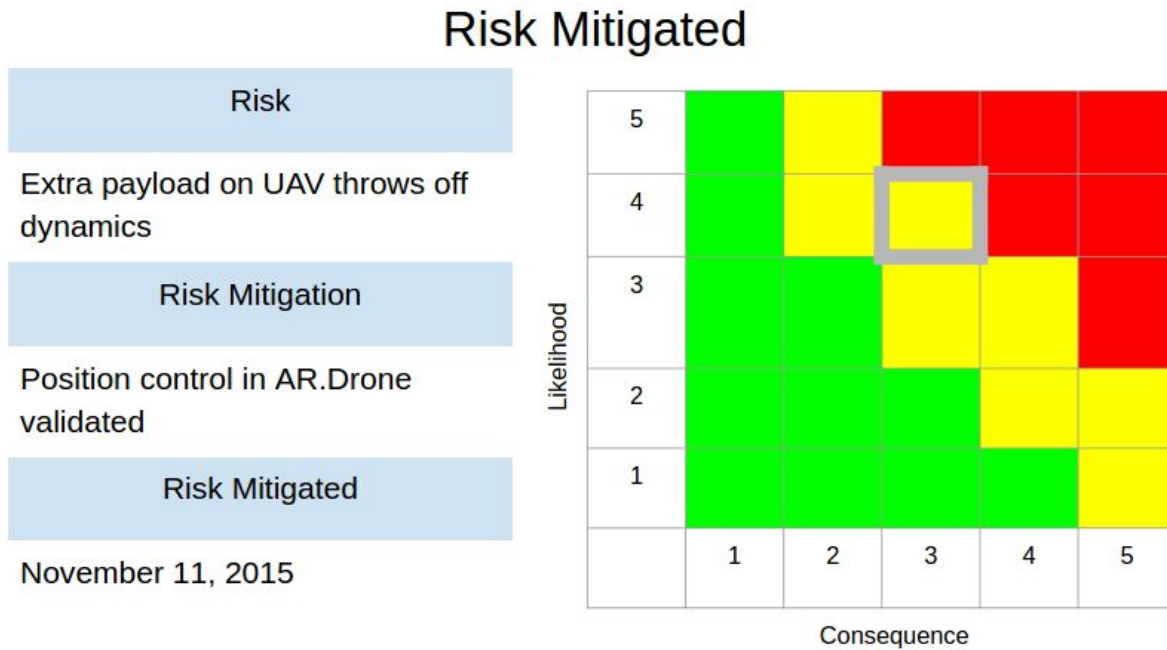 Risk Mitigated
Risk
Extra payload on UAV throws off
dynamics
Risk Mitigation
Position control in AR.Drone
validated
Risk Mitigated
November 11, 2015
Likelihood
5
4
3
2
1
1 2 3 4 5
Consequence